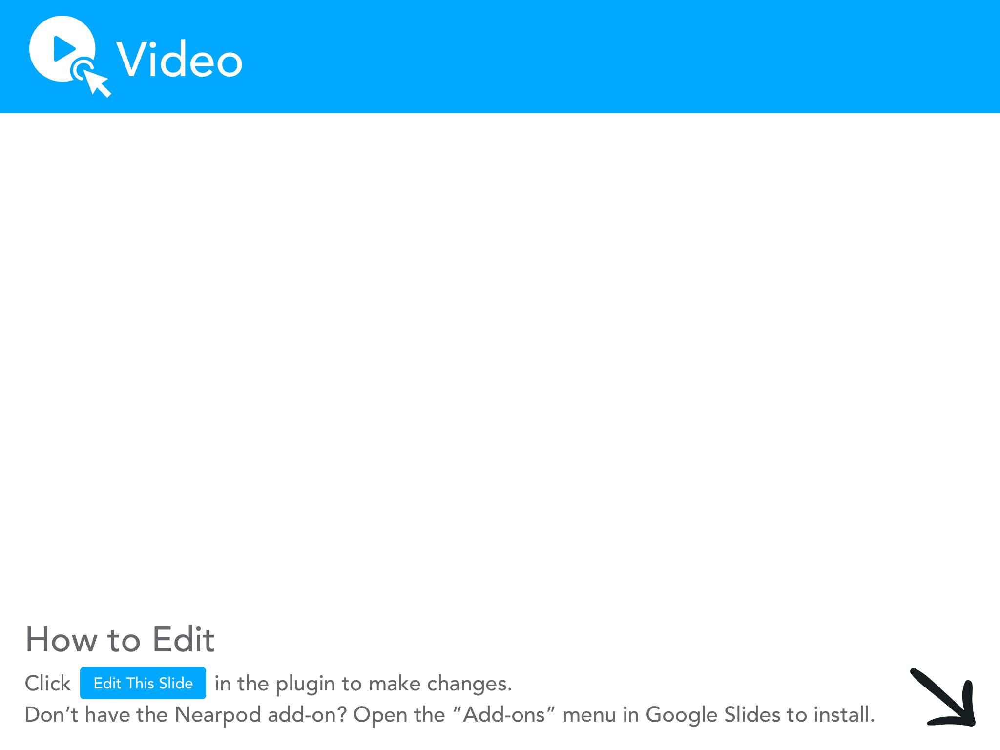 Video
How to Edit
Click Edit This Slide in the plugin to make changes.
Don’t have the Nearpod add-on? Open the “Add-ons” menu in Google Slides to install.